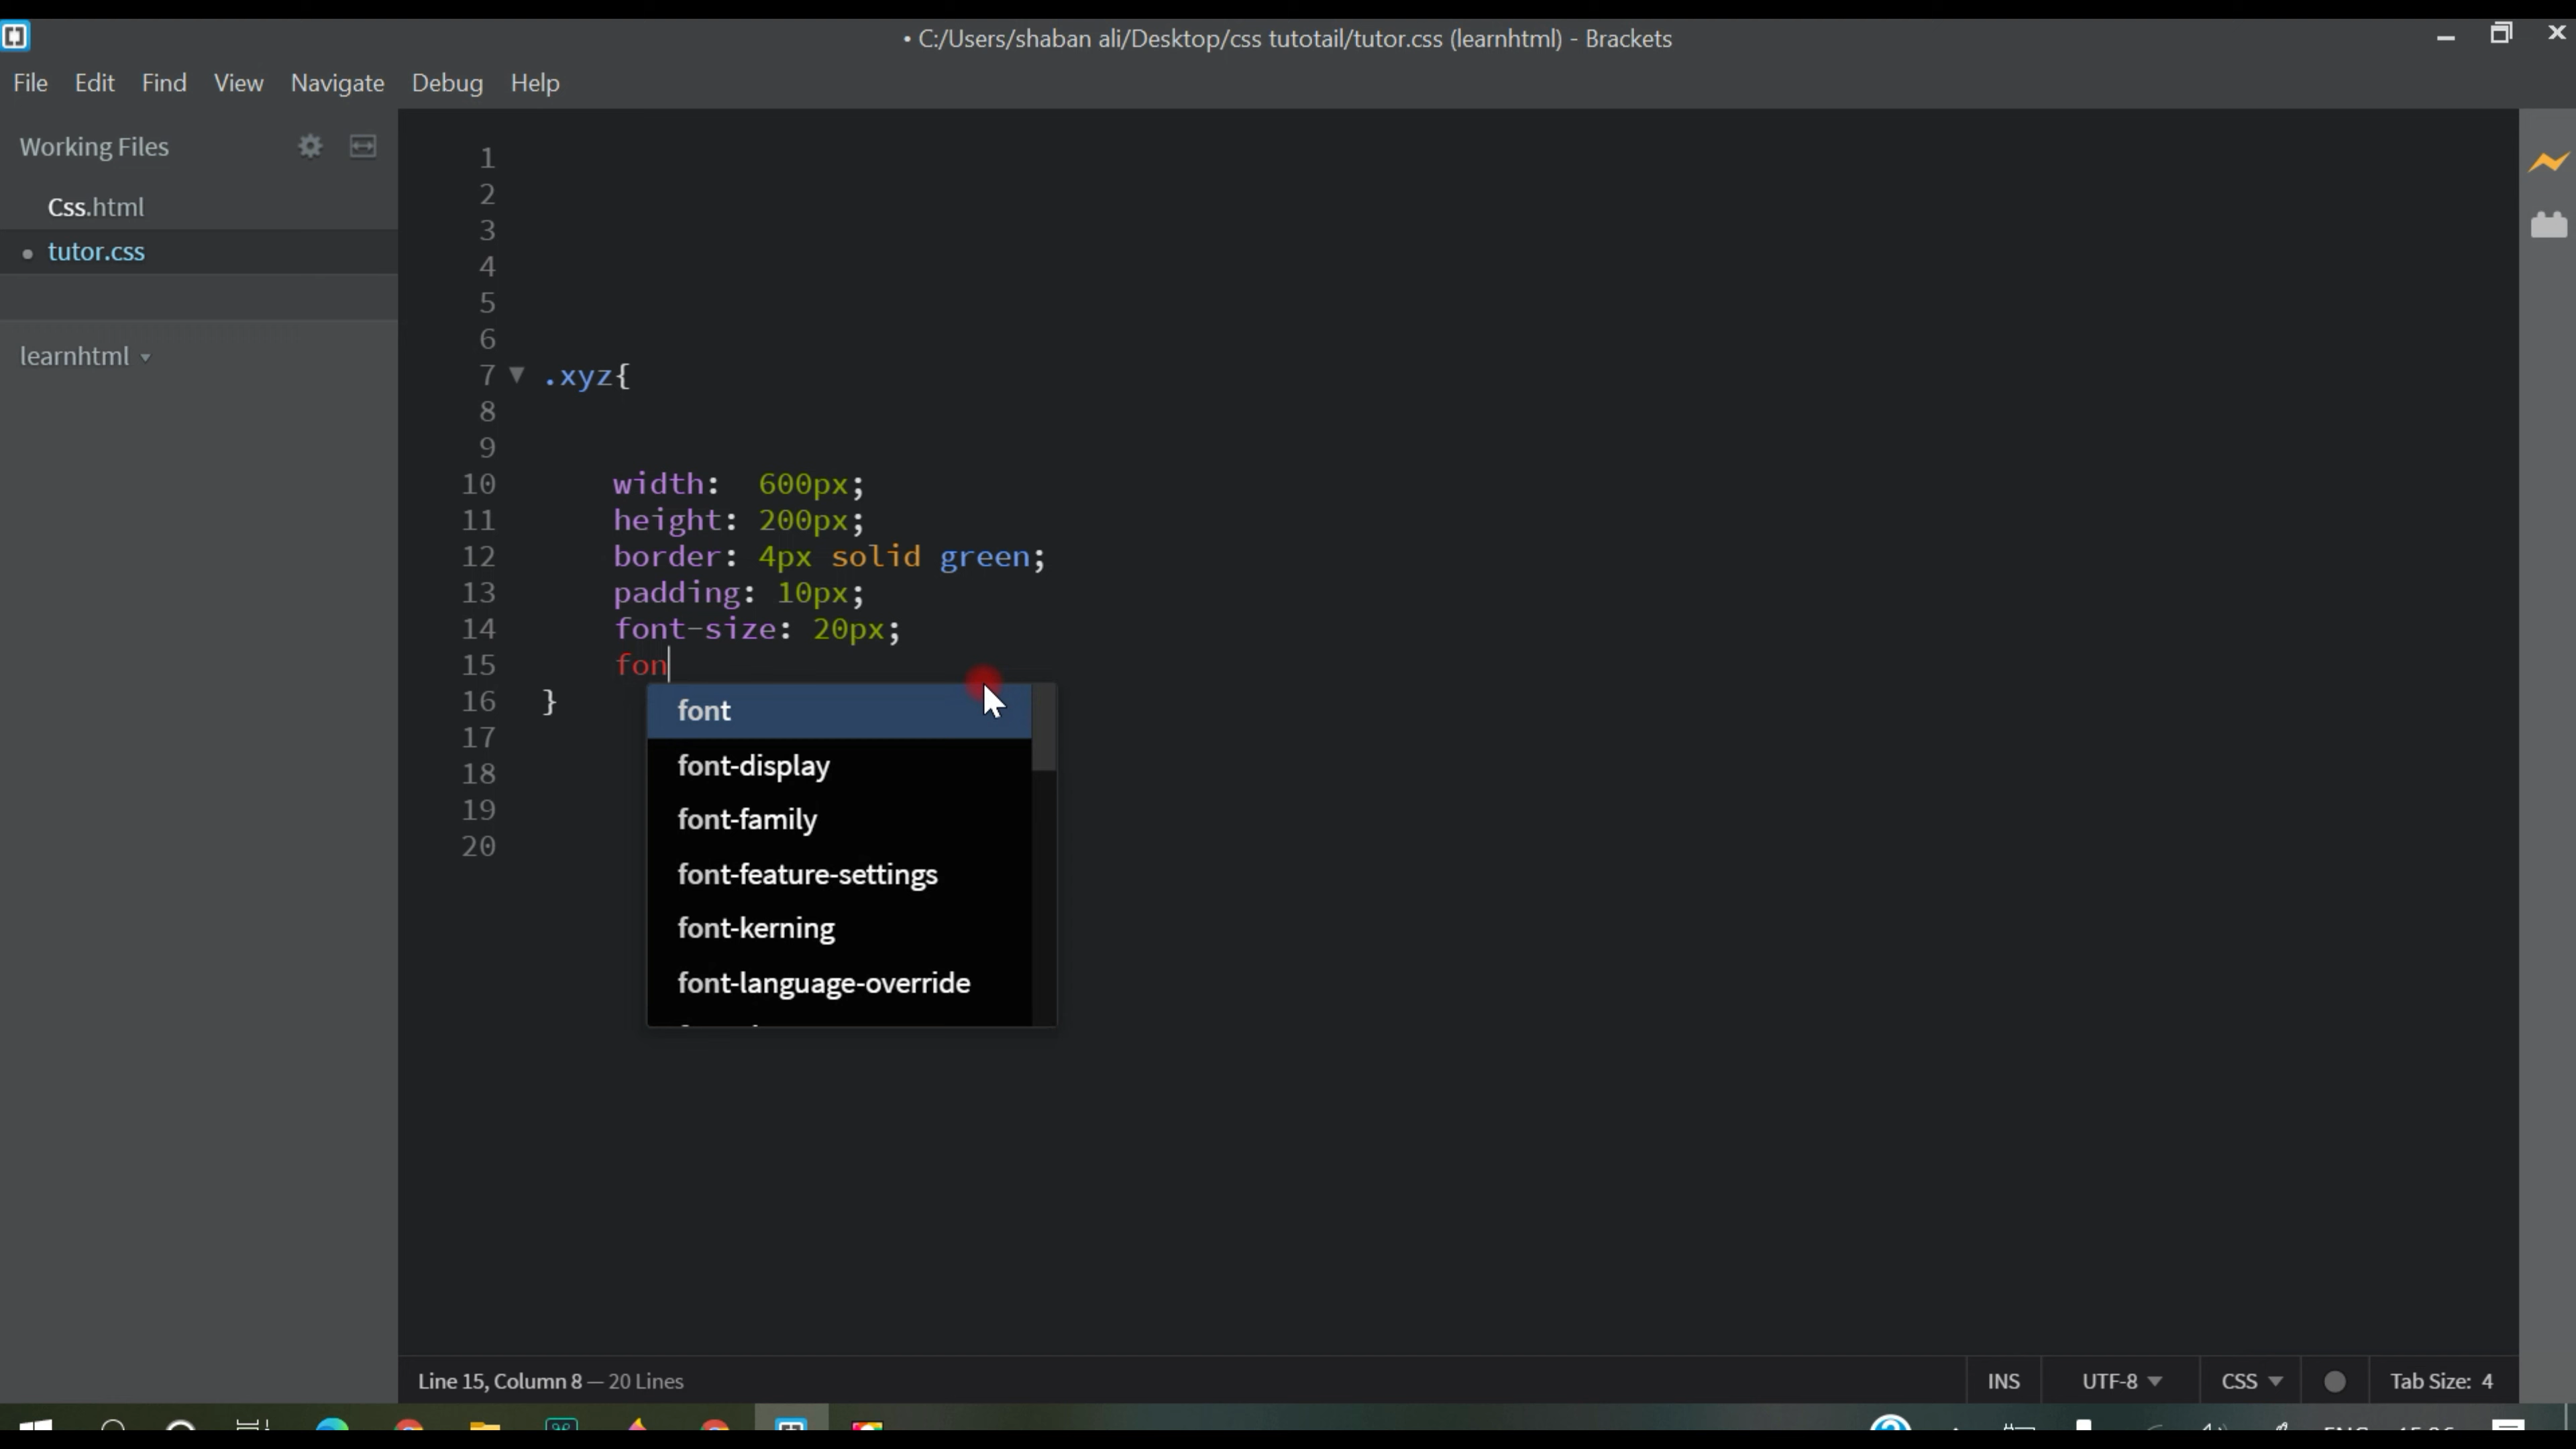 • C:/Users/shaban ali/Desktop/css tutotail/tutor.css (learnhtml) - Brackets
File Edit Find View Navigate Debug Help
Working Files
Css.html
• tutor.css
learnhtml
1
2
3
4
5
6
7 .xyz{
8
9
10 width:  600px;
11 height: 200px;
12 border: 4px solid green;
13 padding: 10px;
14 font-size: 20px;
15 fon
16 }
17
18
19
20
font
font-display
font-family
font-feature-settings
font-kerning
font-language-override
Line 15, Column 8 — 20 Lines
INS UTF-8 CSS Tab Size: 4